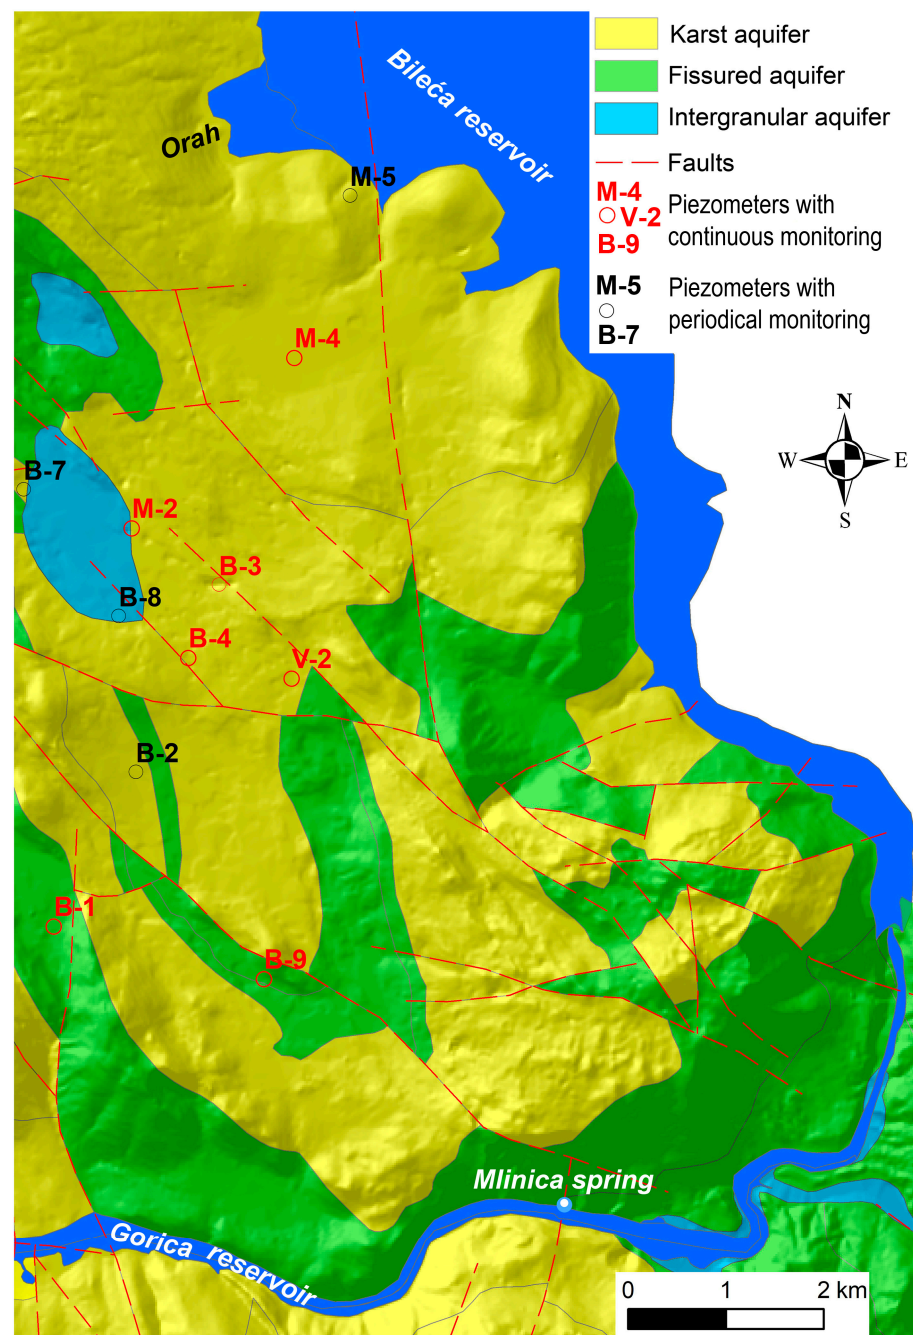 Karst aquifer
Fissured aquifer
Intergranular aquifer
Faults
M-4
V-2
B-9
Piezometers with
continuous monitoring
M-5
B-7
Piezometers with
periodical monitoring
Bileća reservoir
Orah
M-5
M-4
N
W
E
S
B-7
M-2
B-3
B-8
B-4
V-2
B-2
B-1
B-9
Mlinica spring
Gorica reservoir
0 1 2 km